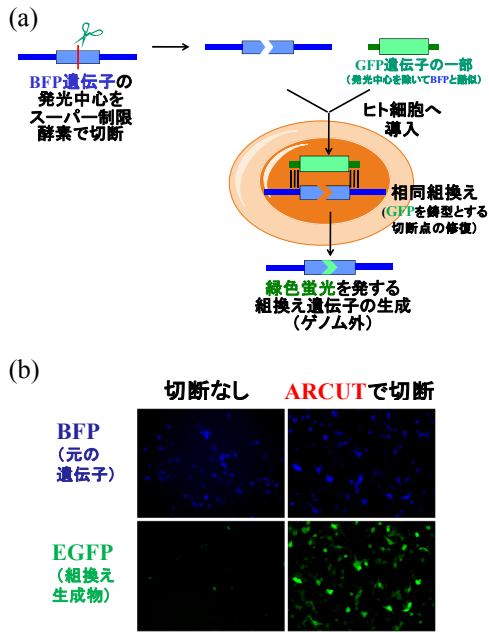 (a)
BFP遺伝子の
発光中心を
スーパー制限
酵素で切断
GFP遺伝子の一部
(発光中心を除いてBFPと酷似)
ヒト細胞へ
導入
相同組換え
(GFPを鋳型とする
切断点の修復)
緑色蛍光を発する
組換え遺伝子の生成
(ゲノム外)
(b)
切断なし
ARCUTで切断
BFP
(元の
遺伝子)
EGFP
(組換え
生成物)